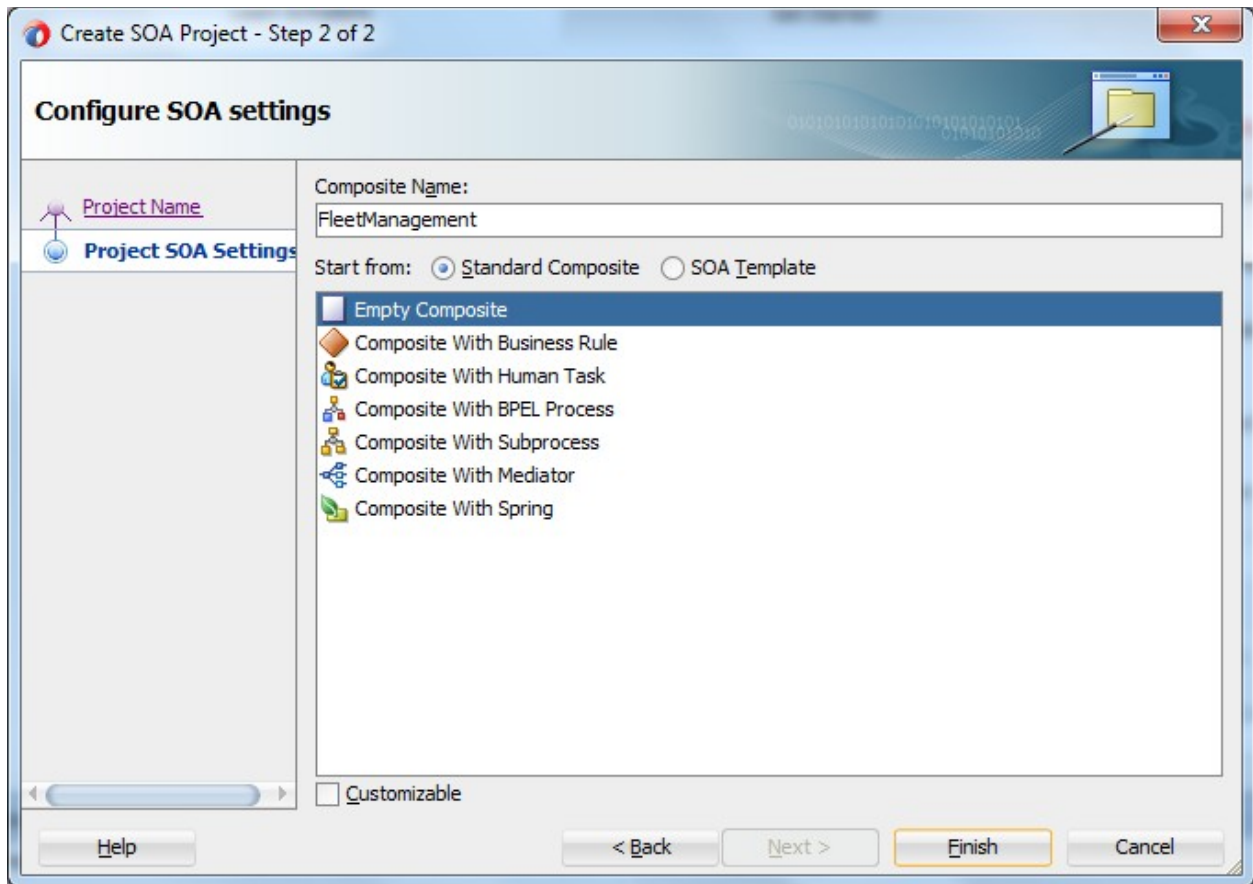 Create SOA Project - Step 2 of 2
Configure SOA settings
Project Name
Project SOA Settings
Composite Name:
FleetManagement
Start from: Standard Composite SOA Template
Empty Composite
Composite With Business Rule
Composite With Human Task
Composite With BPEL Process
Composite With Subprocess
Composite With Mediator
Composite With Spring
Customizable
Help < Back Next > Finish Cancel